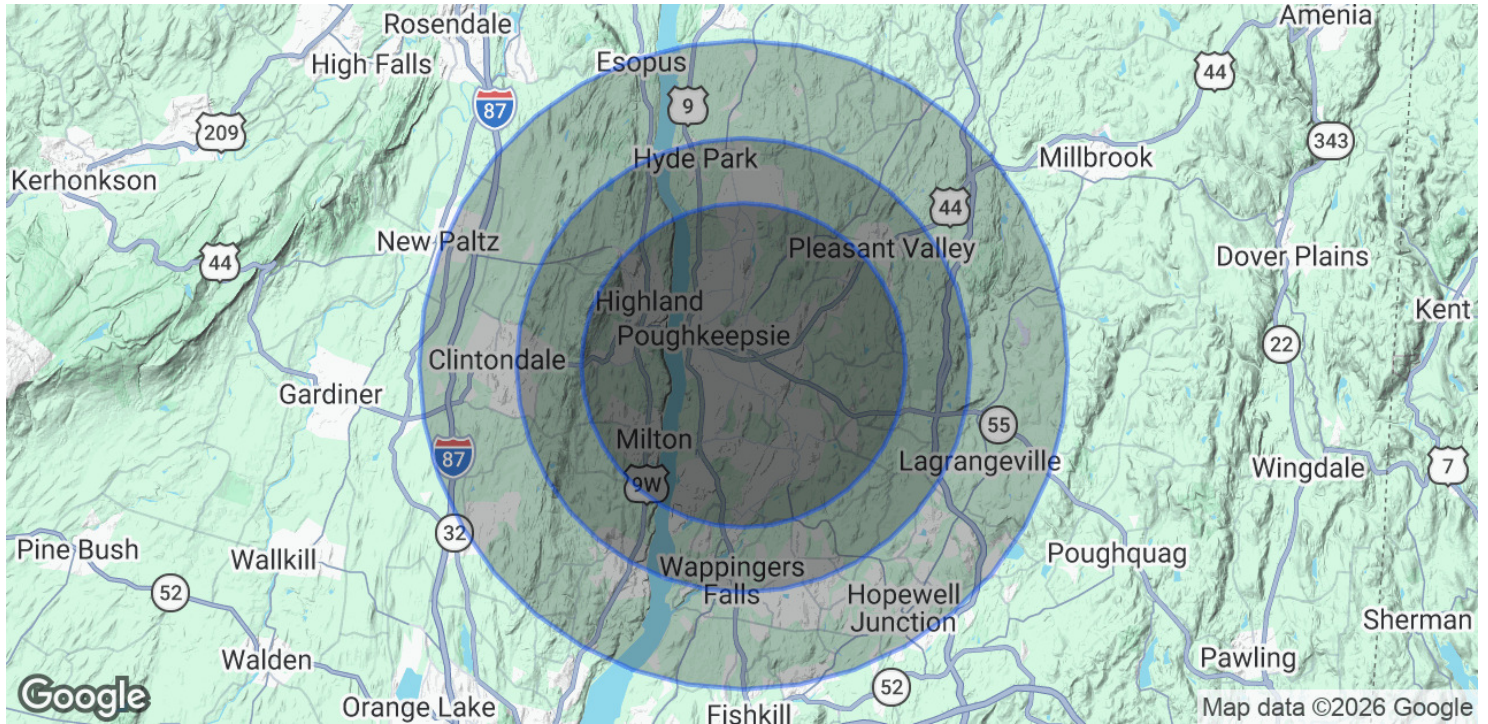 Rosendale
Amenia
High Falls
Esopus
44
87
9
209
343
Hyde Park
Millbrook
Kerhonkson
44
New Paltz
Pleasant Valley
44
Dover Plains
Highland
Kent
Poughkeepsie
22
Clintondale
Gardiner
55
Milton
87
Lagrangeville
Wingdale
7
9W
32
Pine Bush
Wallkill
Poughquag
Wappingers
Falls
52
Hopewell
Junction
Sherman
Walden
Pawling
52
Google
Orange Lake
Fishkill
Map data ©2026 Google